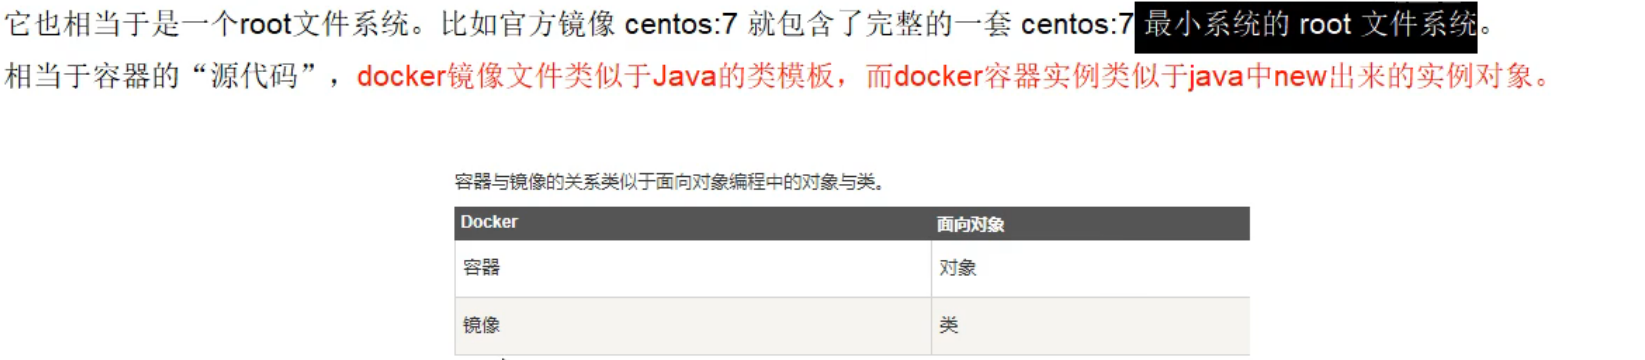 它也相当于是一个root文件系统。比如官方镜像 centos:7 就包含了完整的一套 centos:7 最小系统的 root 文件系统。
相当于容器的“源代码”，docker镜像文件类似于Java的类模板，而docker容器实例类似于java中new出来的实例对象。
容器与镜像的关系类似于面向对象编程中的对象与类。
Docker 面向对象
容器 对象
镜像 类